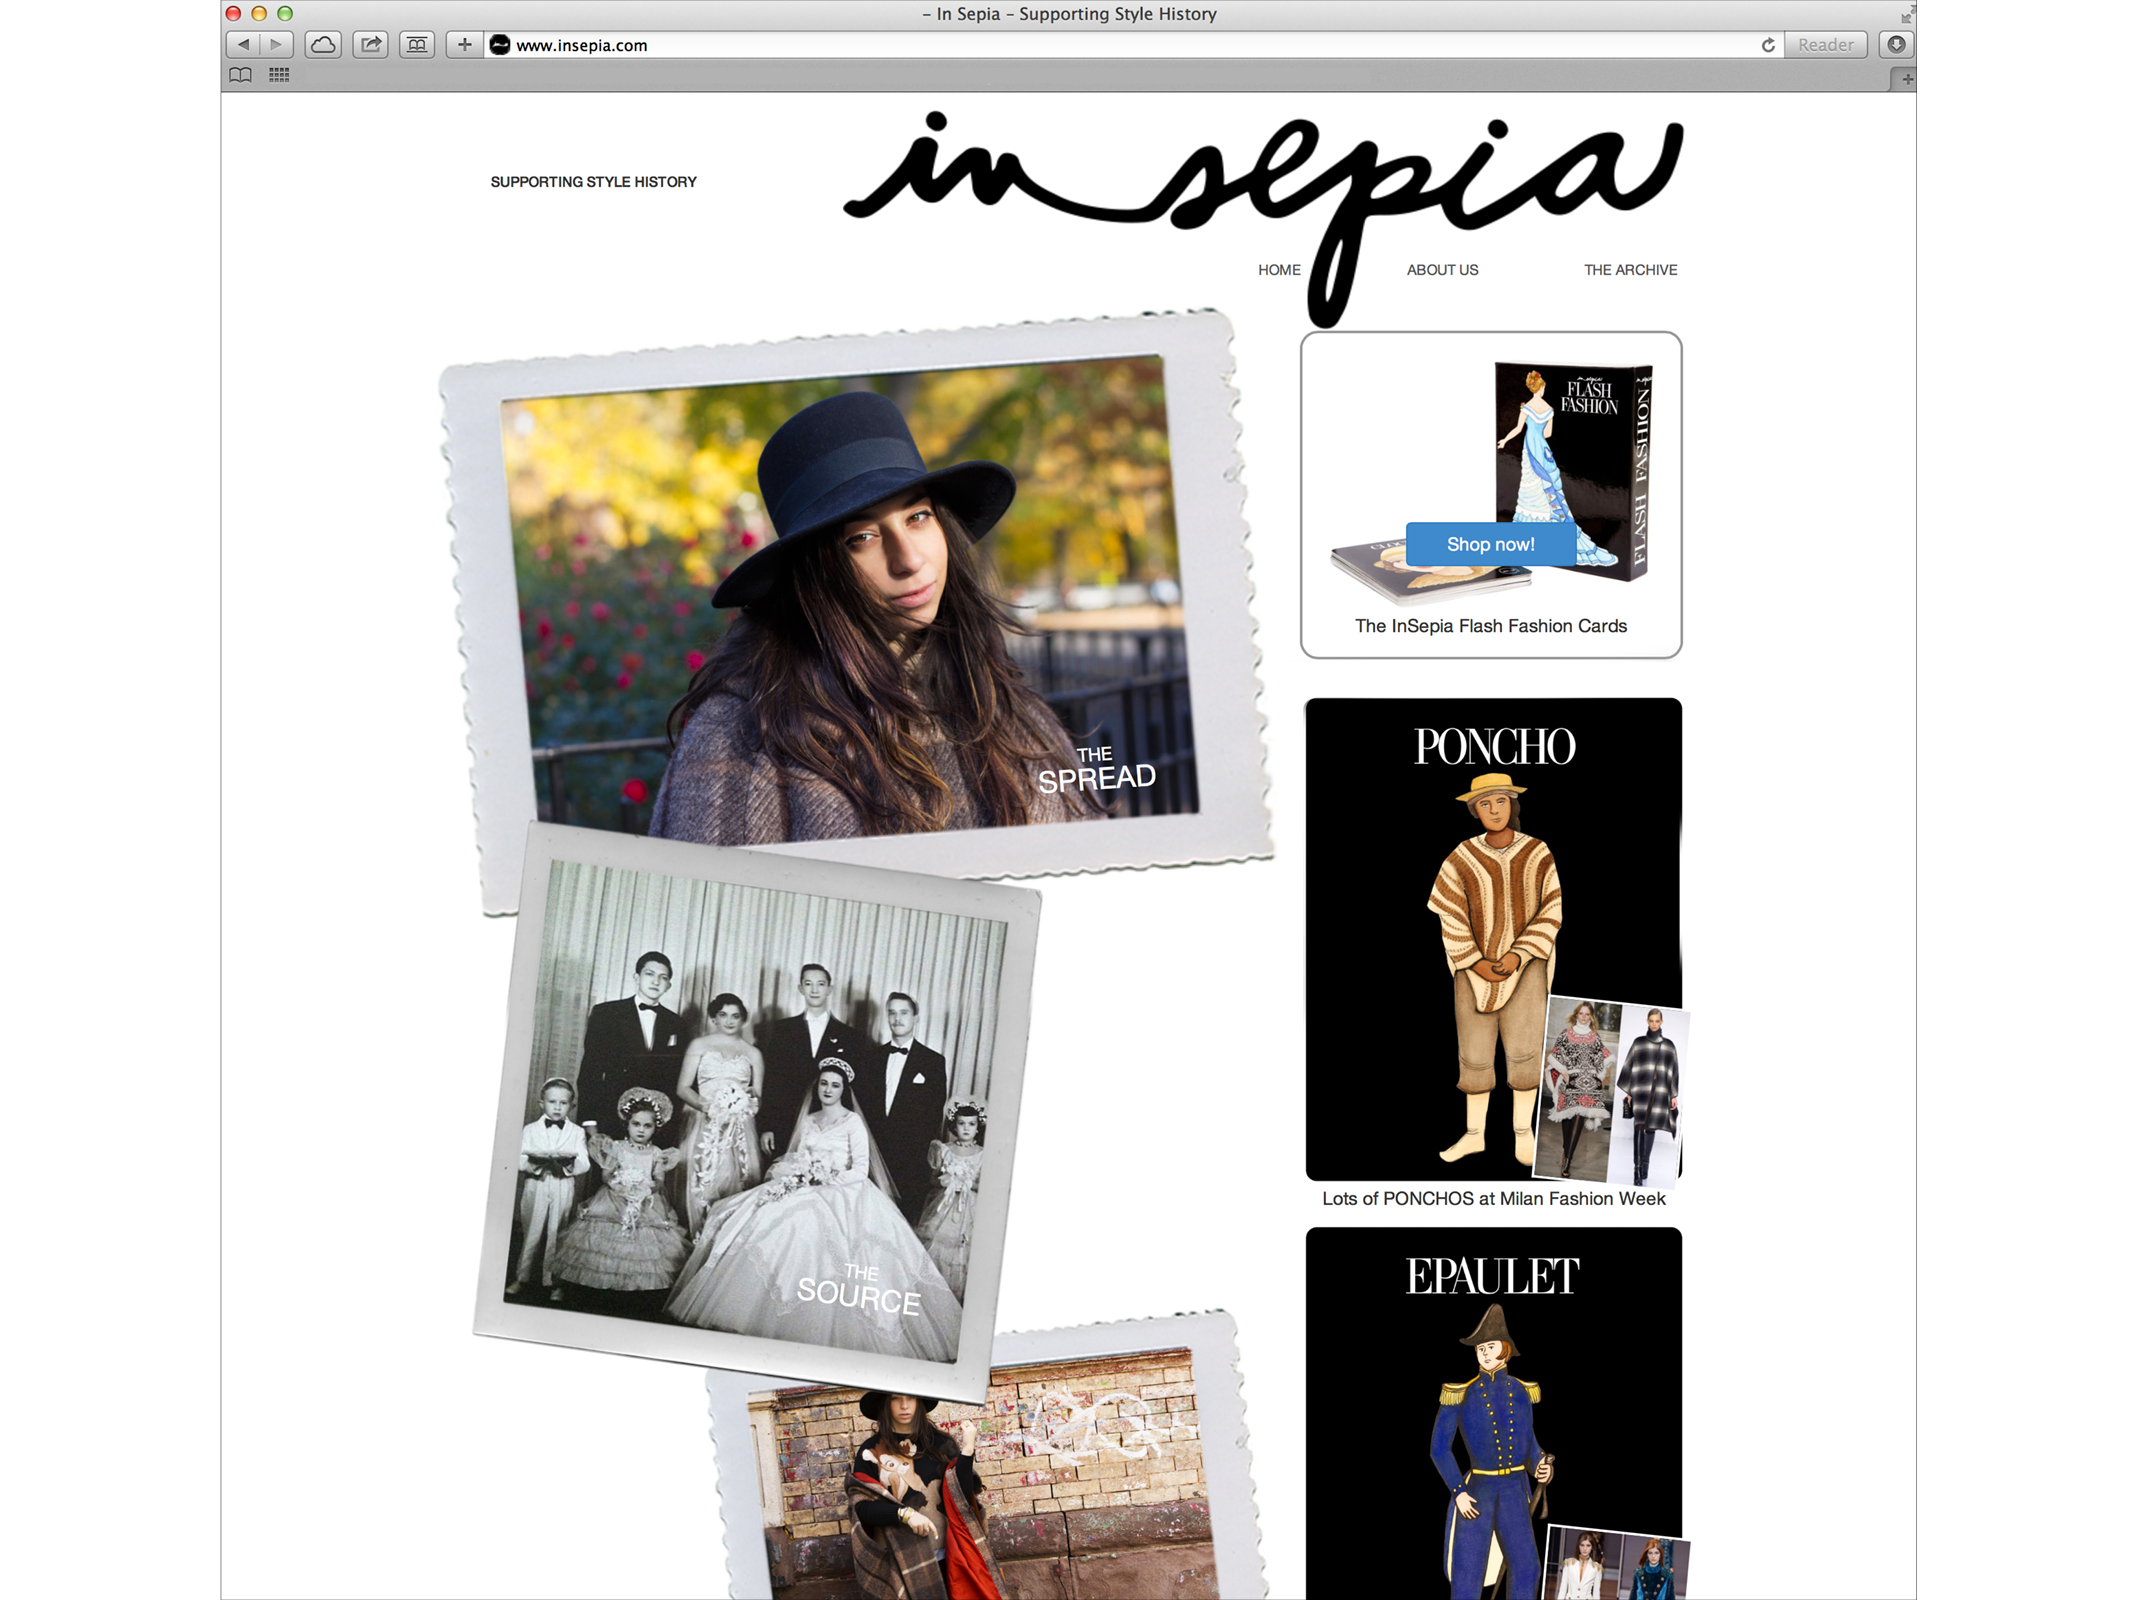 – In Sepia – Supporting Style History
www.insepia.com
Reader
in sepia
SUPPORTING STYLE HISTORY
HOME
ABOUT US
THE ARCHIVE
in sepia
FLASH
FASHION
FLASH FASHION
Shop now!
The InSepia Flash Fashion Cards
THE
SPREAD
PONCHO
Lots of PONCHOS at Milan Fashion Week
THE
SOURCE
EPAULET